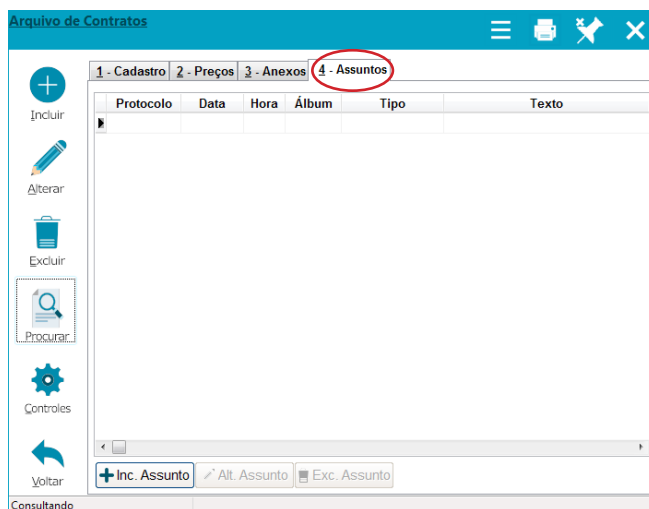 Arquivo de Contratos
1 - Cadastro 2 - Preços 3 - Anexos 4 - Assuntos
Protocolo Data Hora Álbum Tipo Texto
Incluir
Alterar
Excluir
Procurar
Controles
Voltar
Inc. Assunto Alt. Assunto Exc. Assunto
Consultando